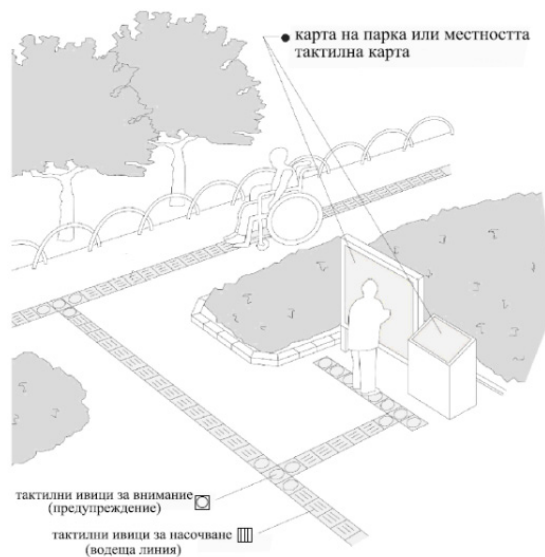 карта на парка или местността
тактилна карта
тактилни ивици за внимание
(предупреждение)
тактилни ивици за насочване
(водеща линия)